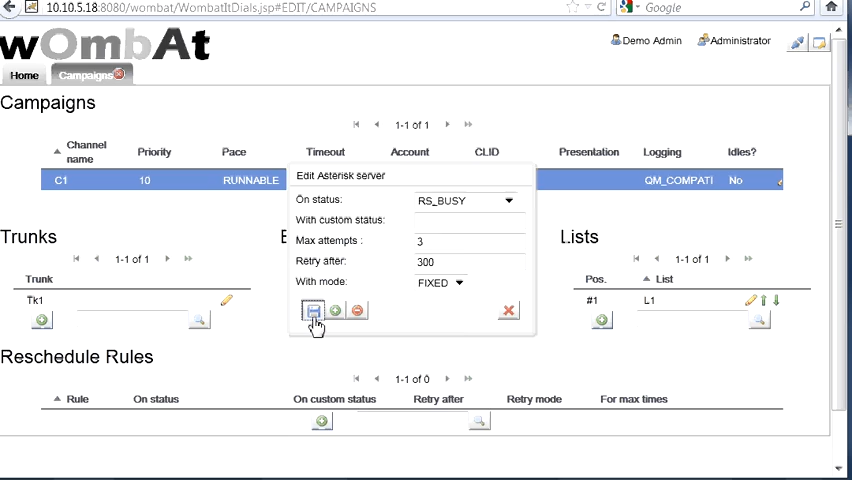 10.10.5.18:8080/wombat/WombatItDials.jsp#EDIT/CAMPAIGNS
Google
wOmbAt
Demo Admin
Administrator
Home
Campaigns
Campaigns
1-1 of 1
Channel name
Priority
Pace
Timeout
Account
CLID
Presentation
Logging
Idles?
C1
10
RUNNABLE
QM_COMPATI
No
Edit Asterisk server
On status:
RS_BUSY
With custom status:
Max attempts :
3
Retry after:
300
With mode:
FIXED
Trunks
1-1 of 1
Trunk
Tk1
Lists
1-1 of 1
Pos.
List
#1
L1
Reschedule Rules
1-1 of 0
Rule
On status
On custom status
Retry after
Retry mode
For max times